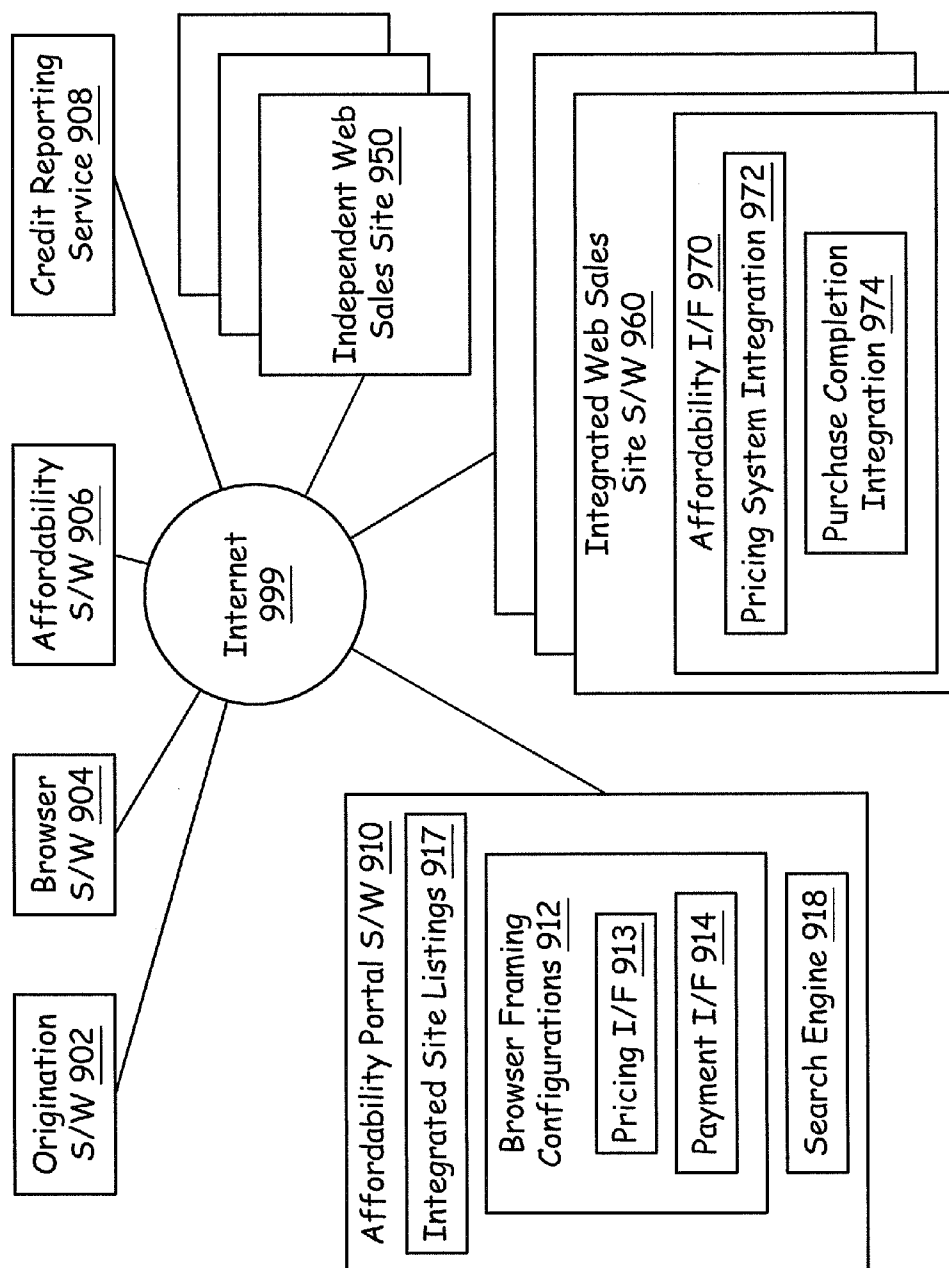 Origination
S/W 902
Browser
S/W 904
Affordability
S/W 906
Credit Reporting
Service 908
Internet
999
Independent Web
Sales Site 950
Affordability Portal S/W 910
Integrated Site Listings 917
Browser Framing
Configurations 912
Pricing I/F 913
Payment I/F 914
Search Engine 918
Integrated Web Sales
Site S/W 960
Affordability I/F 970
Pricing System Integration 972
Purchase Completion
Integration 974